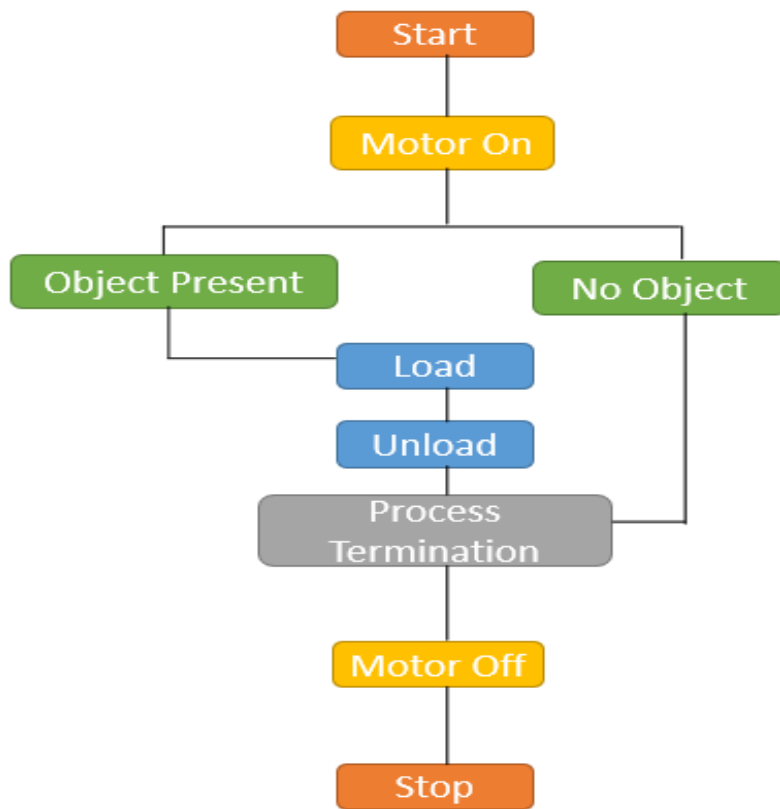 Start
Motor On
Object Present
No Object
Load
Unload
Process
Termination
Motor Off
Stop